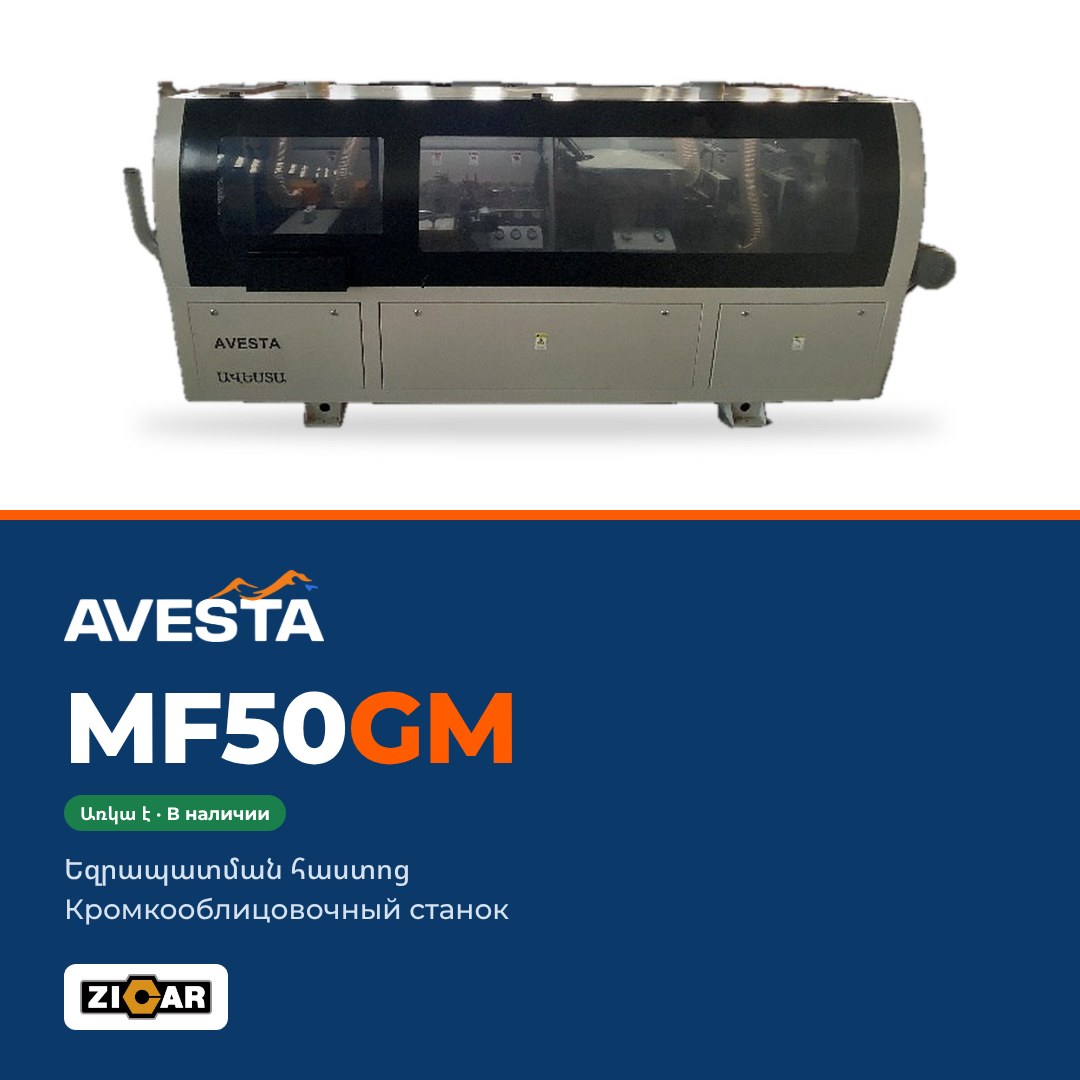 AVESTA
ԱՎԵՍՏԱ
AVESTA
MF50GM
Առկա է · В наличии
Եզրապատման հաստոց
Кромкооблицовочный станок
ZICAR